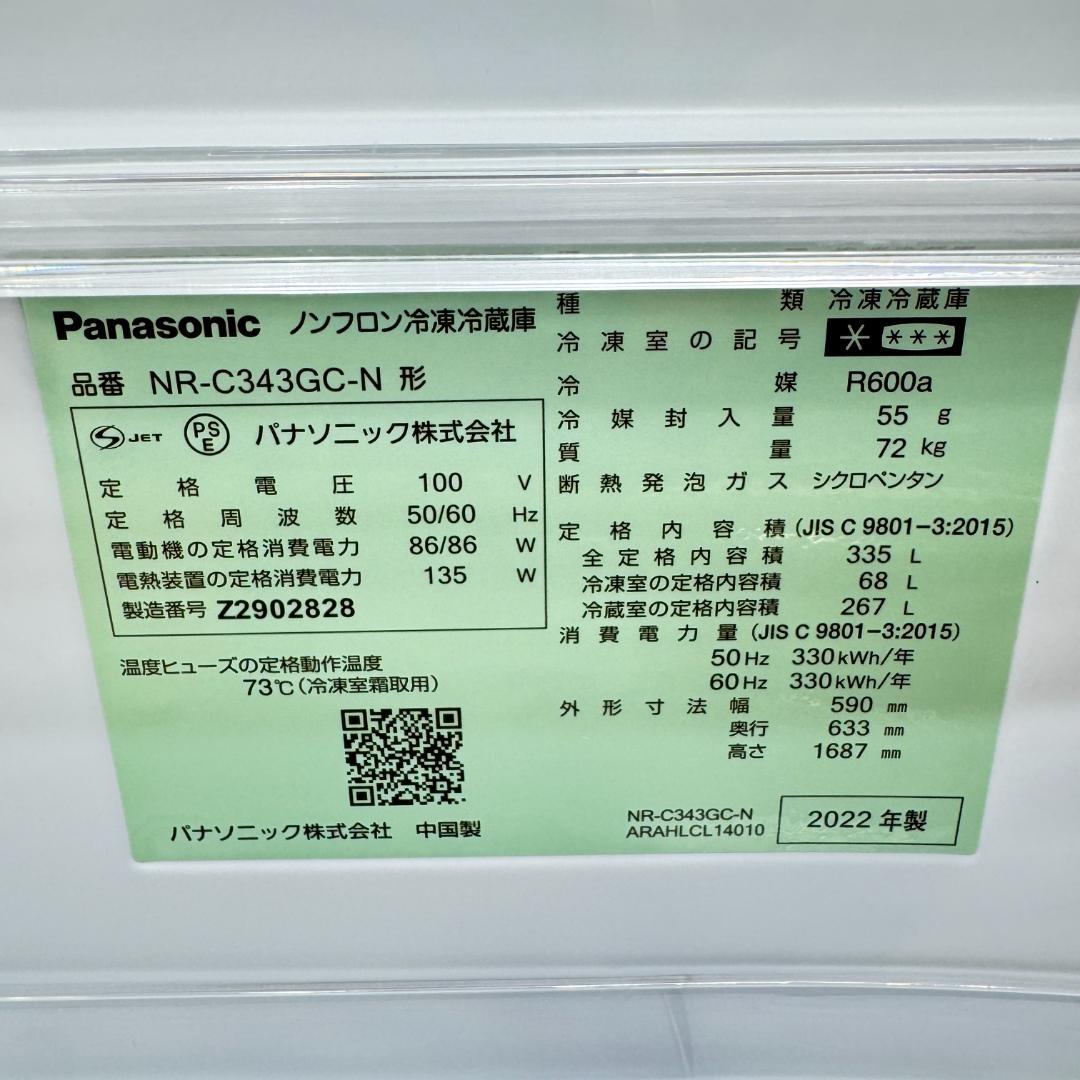 Panasonic ノンフロン冷凍冷蔵庫
品番 NR-C343GC-N 形
S JET PSE パナソニック株式会社
定格電圧 100 V
定格周波数 50/60 Hz
電動機の定格消費電力 86/86 W
電熱装置の定格消費電力 135 W
製造番号 Z2902828
温度ヒューズの定格動作温度
73℃(冷凍室霜取用)
パナソニック株式会社 中国製
種類 冷凍冷蔵庫
冷凍室の記号 * ***
冷媒 R600a
冷媒封入量 55 g
質量 72 kg
断熱発泡ガス シクロペンタン
定格内容積 (JIS C 9801-3:2015)
全定格内容積 335 L
冷凍室の定格内容積 68 L
冷蔵室の定格内容積 267 L
消費電力量 (JIS C 9801-3:2015)
50 Hz 330 kWh/年
60 Hz 330 kWh/年
外形寸法 幅 590 mm
奥行 633 mm
高さ 1687 mm
NR-C343GC-N
ARAHLCL14010
2022 年製